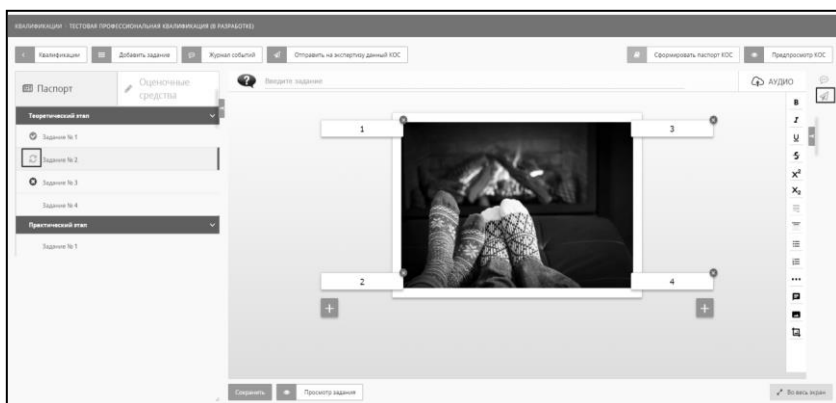 КВАЛИФИКАЦИИ · ТЕСТОВАЯ ПРОФЕССИОНАЛЬНАЯ КВАЛИФИКАЦИЯ (В РАЗРАБОТКЕ)
Квалификации Добавить задание Журнал событий Отправить на экспертизу данный КОС Сформировать паспорт КОС Предпросмотр КОС
Паспорт
Оценочные
средства
Введите задание
АУДИО
Теоретический этап
Задание № 1
Задание № 2
Задание № 3
Задание № 4
Практический этап
Задание № 1
1
3
2
4
B
I
U
S
X²
X₂
Сохранить Просмотр задания Во весь экран